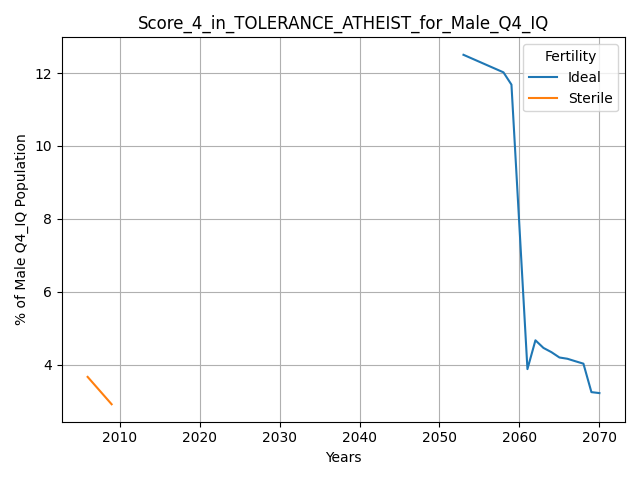 Score_4_in_TOLERANCE_ATHEIST_for_Male_Q4_IQ
Fertility
Ideal
Sterile
% of Male Q4_IQ Population
12
10
8
6
4
2010 2020 2030 2040 2050 2060 2070
Years